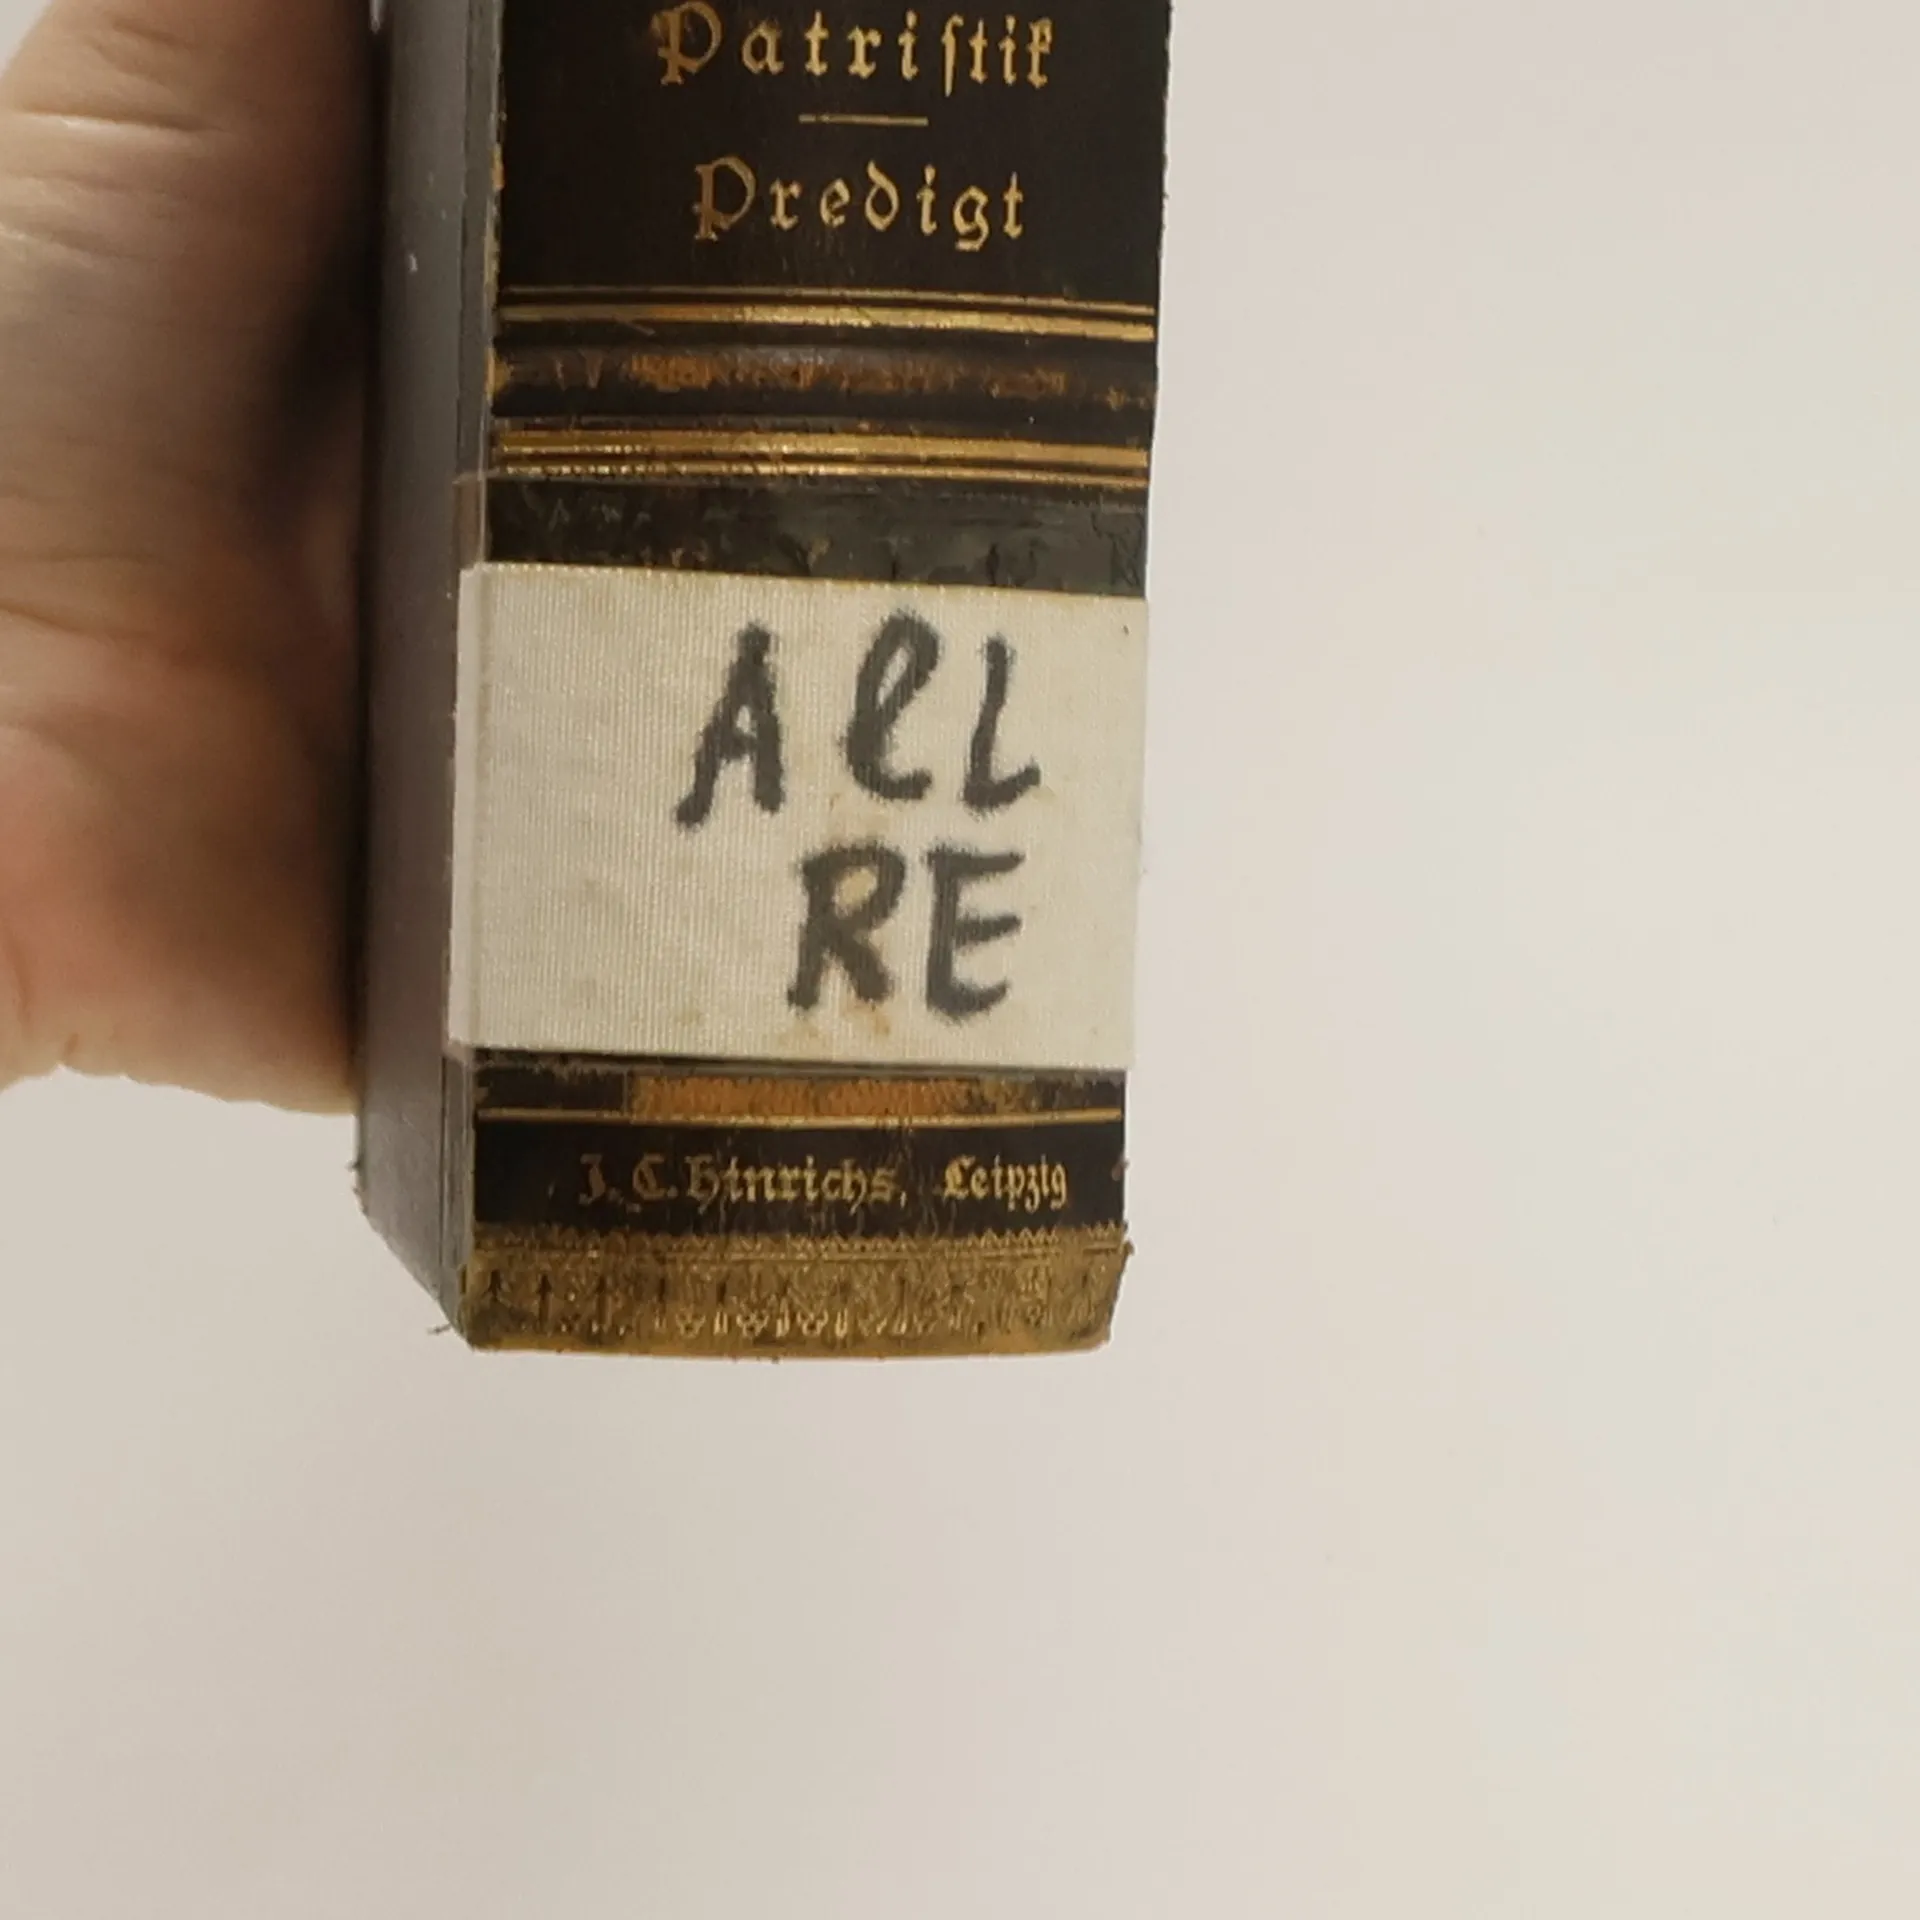 Patriſtik
Predigt
ALL
RE
J. C. Hinrichs, Leipzig